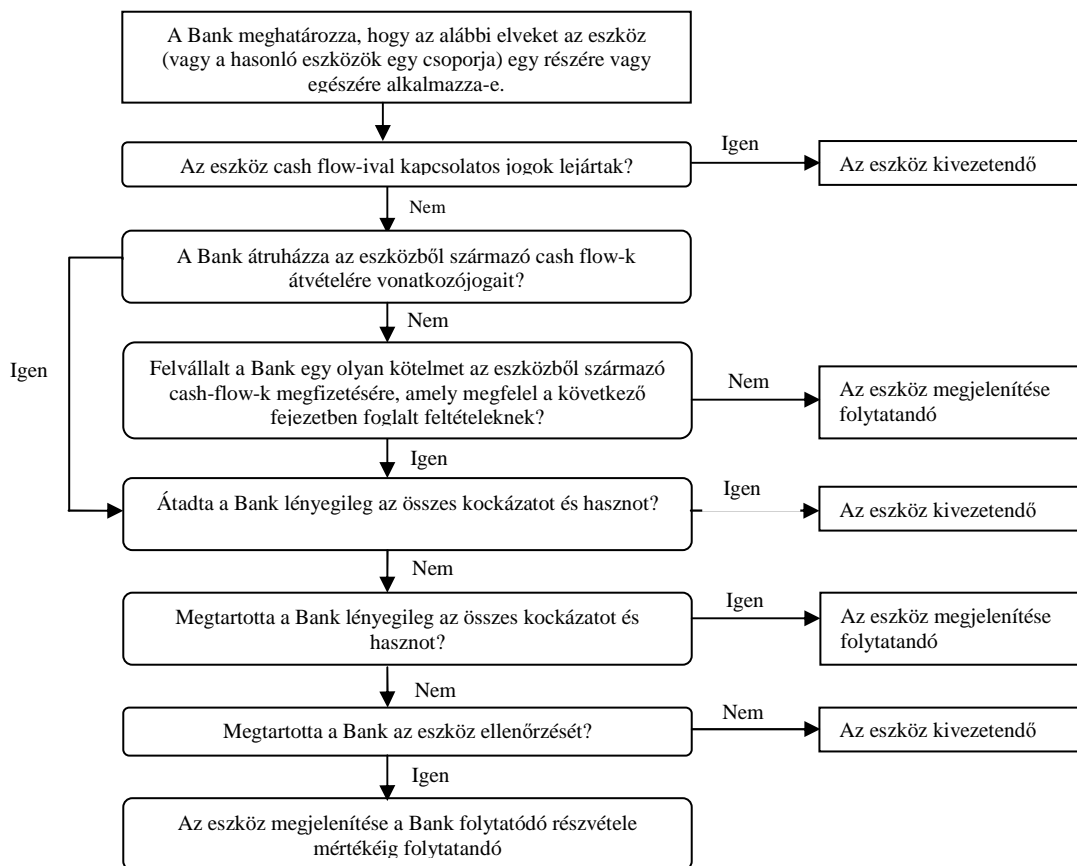 A Bank meghatározza, hogy az alábbi elveket az eszköz
(vagy a hasonló eszközök egy csoporja) egy részére vagy
egészére alkalmazza-e.
Az eszköz cash flow-ival kapcsolatos jogok lejártak?
Igen
Az eszköz kivezetendő
Nem
A Bank átruházza az eszközből származó cash flow-k
átvételére vonatkozójogait?
Igen
Nem
Felvállalt a Bank egy olyan kötelmet az eszközből származó
cash-flow-k megfizetésére, amely megfelel a következő
fejezetben foglalt feltételeknek?
Nem
Az eszköz megjelenítése
folytatandó
Igen
Átadta a Bank lényegileg az összes kockázatot és hasznot?
Igen
Az eszköz kivezetendő
Nem
Megtartotta a Bank lényegileg az összes kockázatot és
hasznot?
Igen
Az eszköz megjelenítése
folytatandó
Nem
Megtartotta a Bank az eszköz ellenőrzését?
Nem
Az eszköz kivezetendő
Igen
Az eszköz megjelenítése a Bank folytatódó részvétele
mértékéig folytatandó